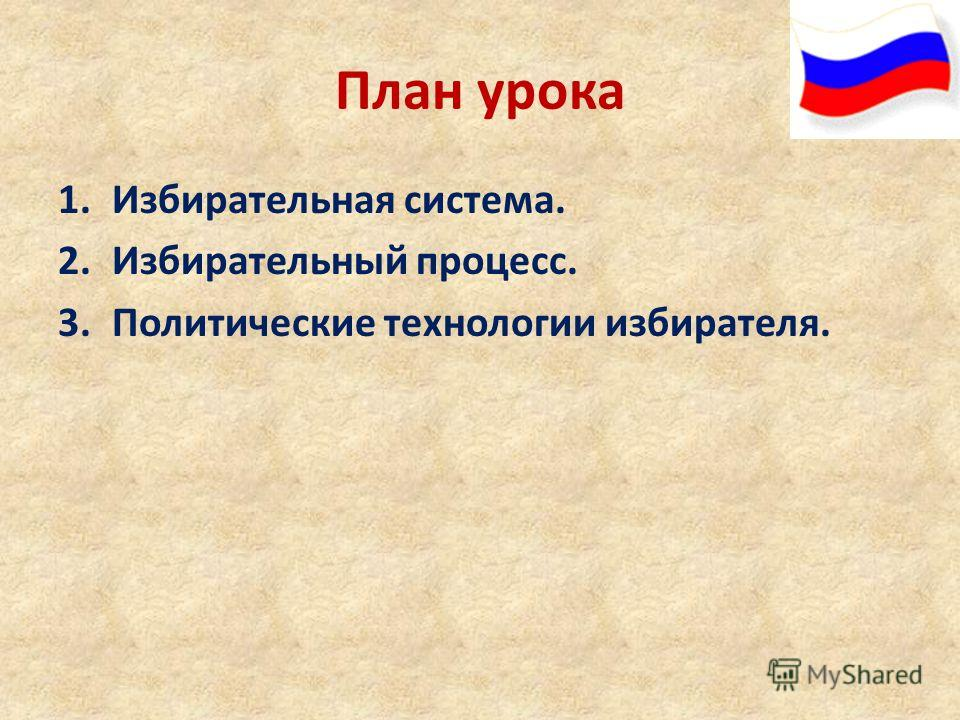 План урока
1. Избирательная система.
2. Избирательный процесс.
3. Политические технологии избирателя.
MyShared